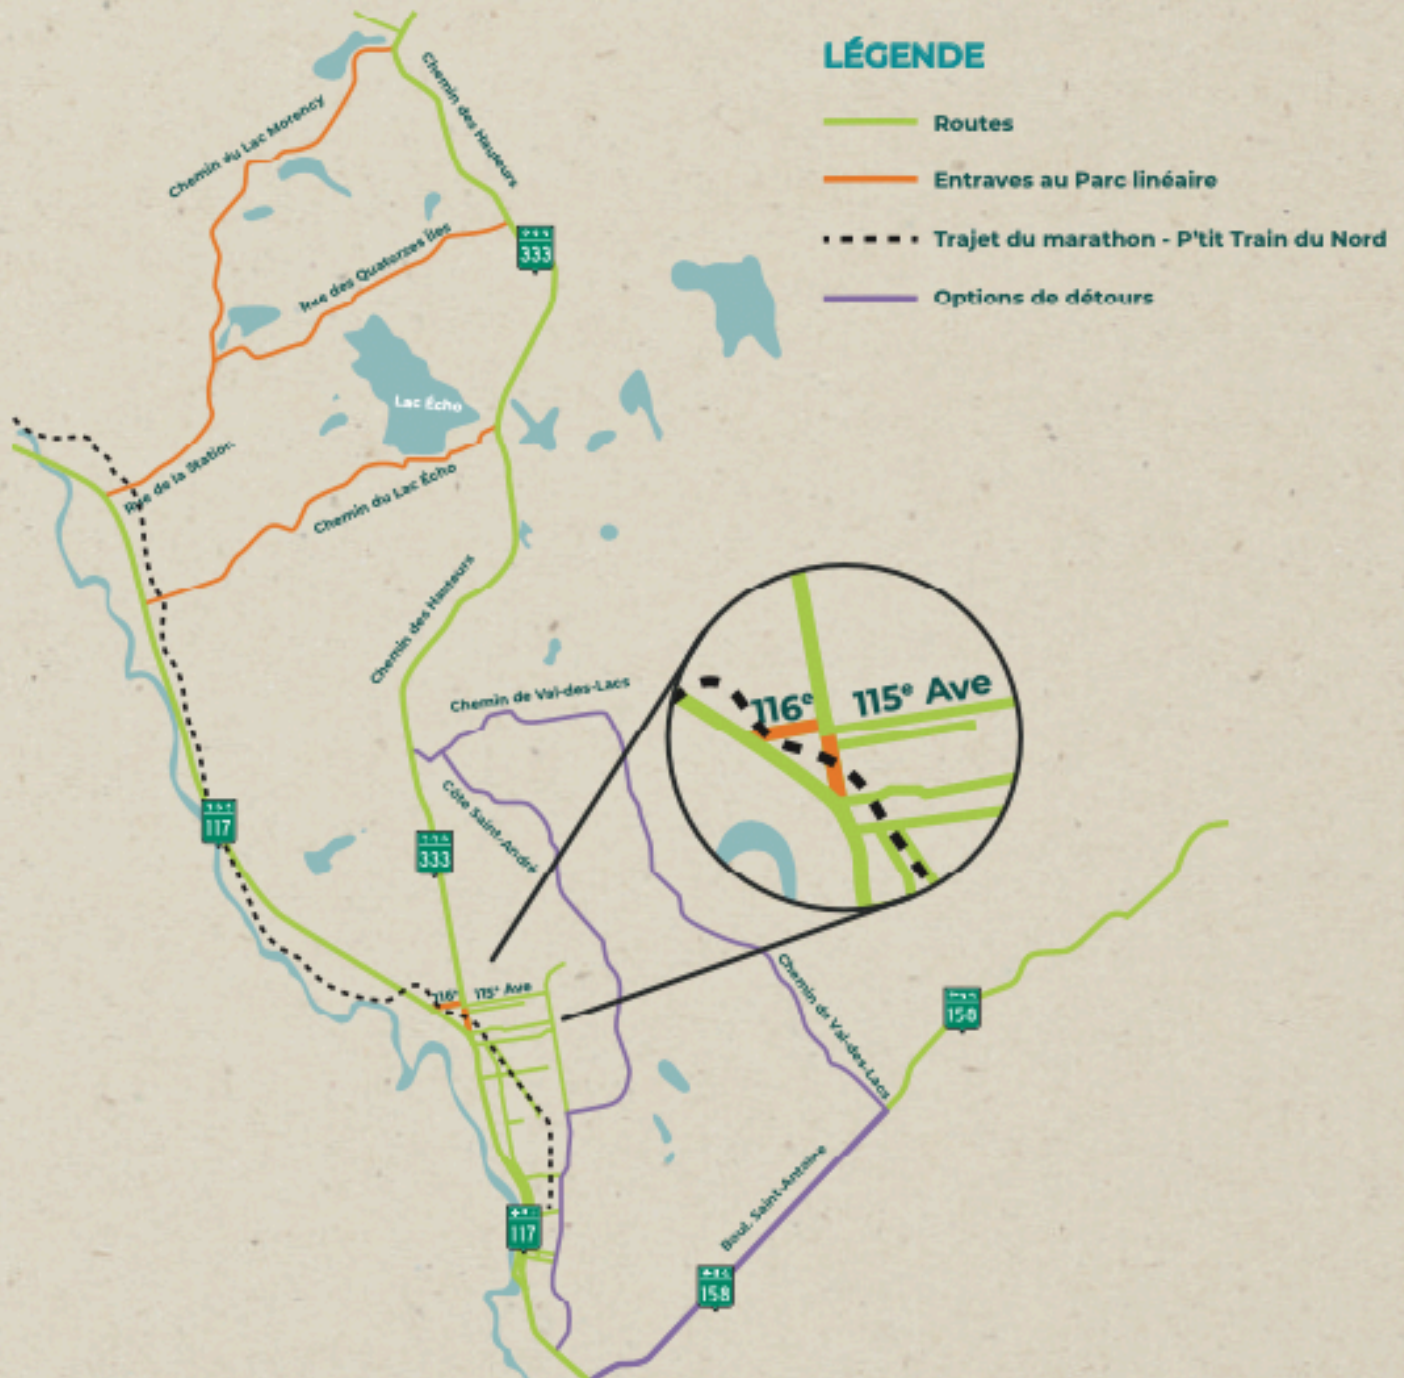 LÉGENDE
Routes
Entraves au Parc linéaire
Trajet du marathon - P'tit Train du Nord
Options de détours
Chemin du Lac Morency
Chemin des Hauteurs
Rue des Quatorzes Îles
333
Lac Écho
Rue de la Station
Chemin du Lac Écho
Chemin des Hauteurs
Chemin de Val-des-Lacs
116e 115e Ave
Côte Saint-André
117
333
116e 115e Ave
Chemin de Val-des-Lacs
158
Boul. Saint-Antoine
117
158